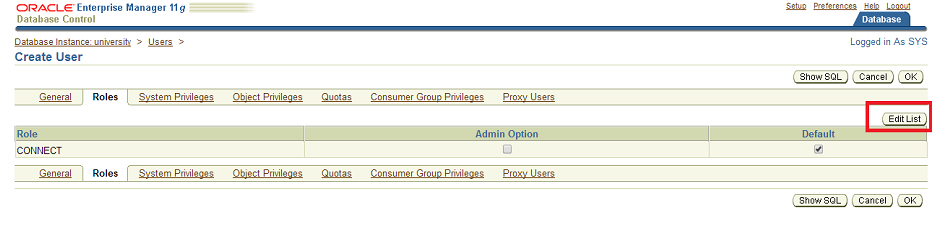 ORACLE Enterprise Manager 11g
Setup Preferences Help Logout
Database Control
Database
Database Instance: university > Users >
Logged in As SYS
Create User
Show SQL Cancel OK
General Roles System Privileges Object Privileges Quotas Consumer Group Privileges Proxy Users
Edit List
Role Admin Option Default
CONNECT
General Roles System Privileges Object Privileges Quotas Consumer Group Privileges Proxy Users
Show SQL Cancel OK